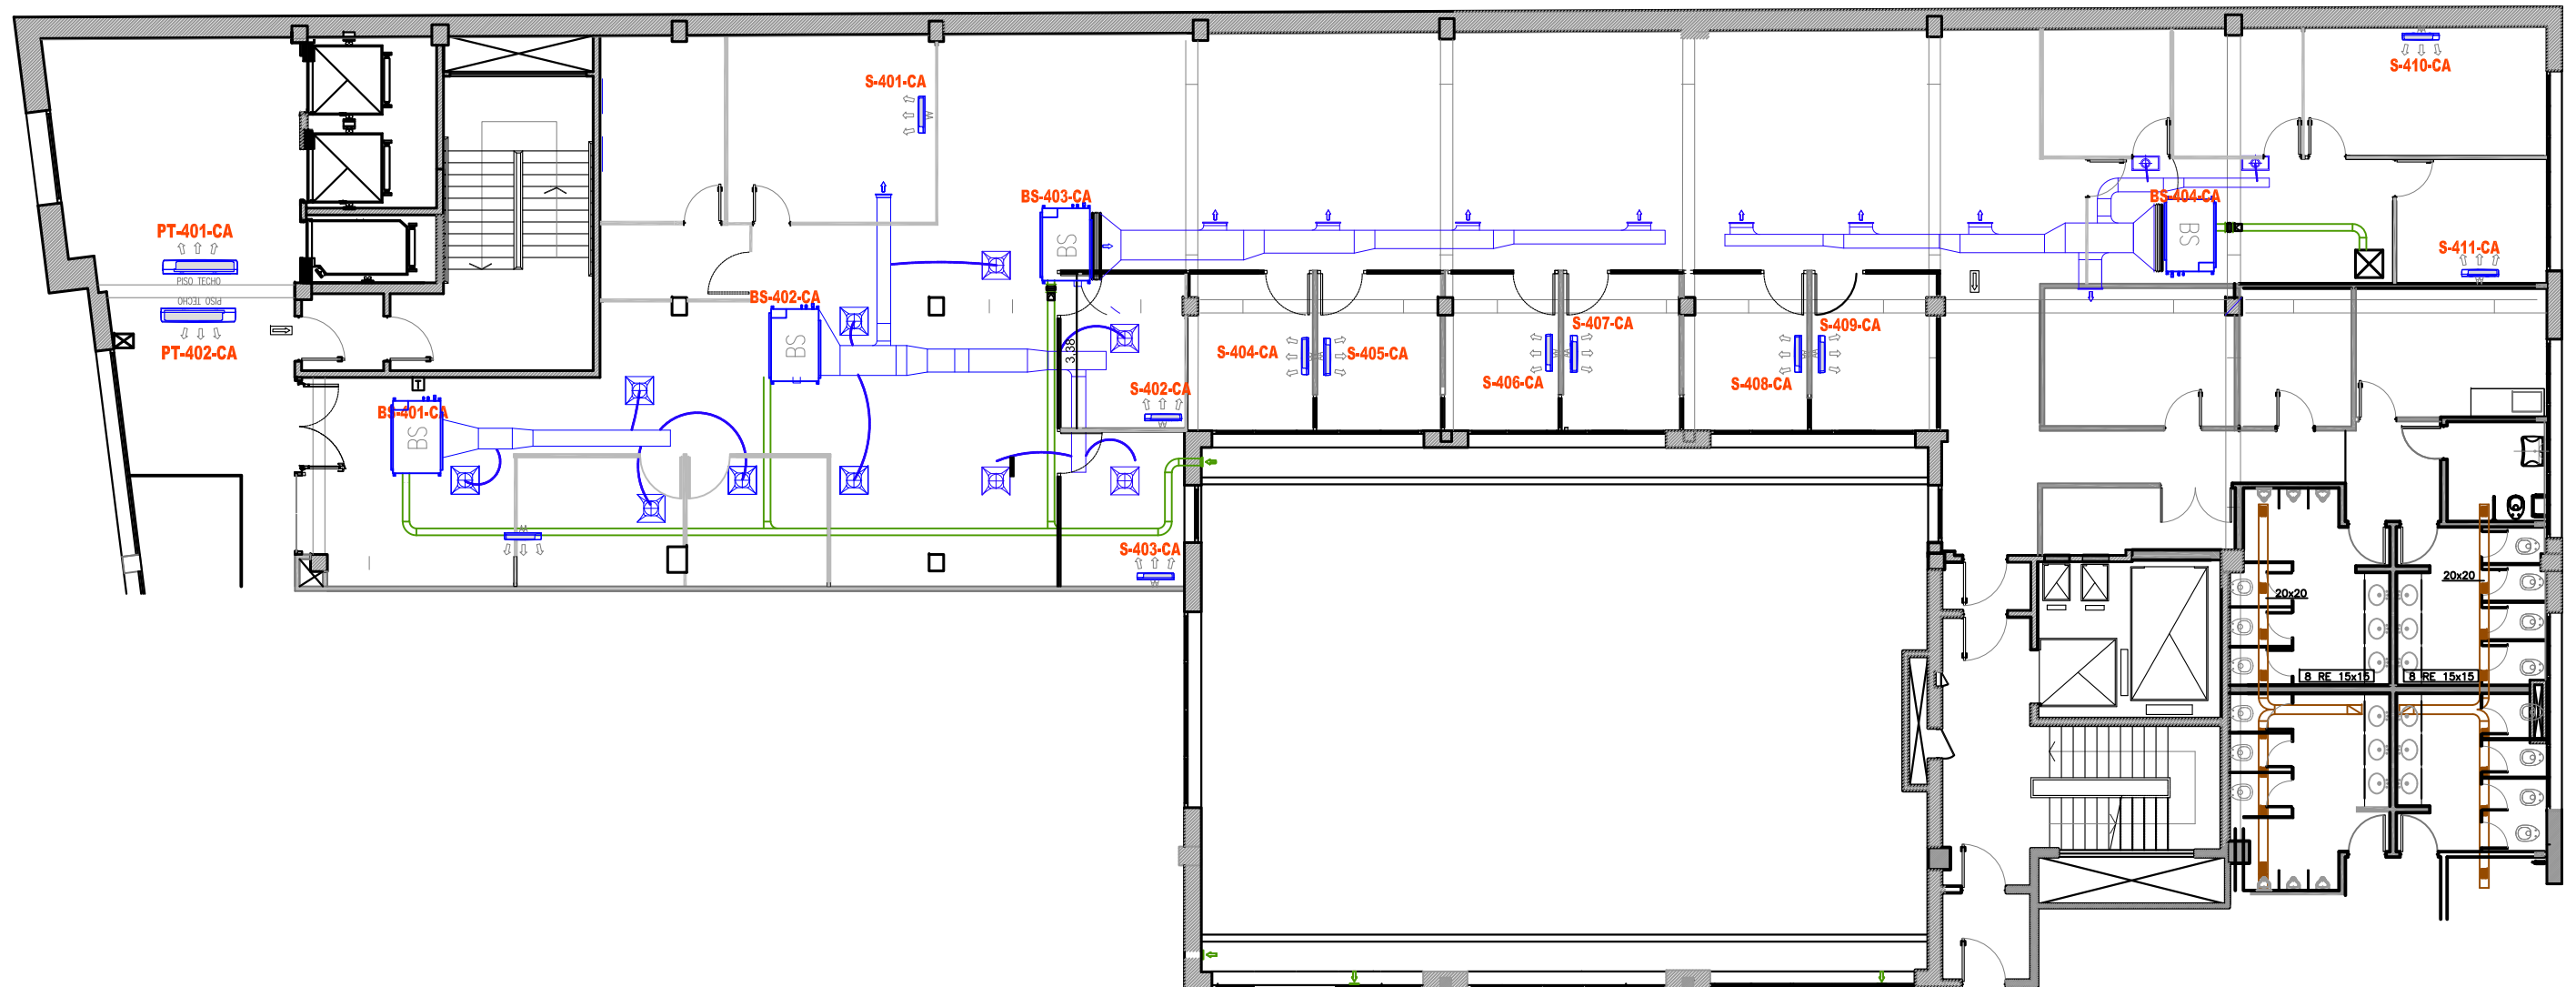 S-410-CA
S-401-CA
BS-403-CA
BS
BS-404-CA
BS
PT-401-CA
PISO TECHO
PISO TECHO
PT-402-CA
S-411-CA
BS-402-CA
BS
3,38
S-404-CA
S-405-CA
S-407-CA
S-406-CA
S-409-CA
S-408-CA
S-402-CA
T
BS-401-CA
BS
S-403-CA
20x20
20x20
8 RE 15x15
8 RE 15x15